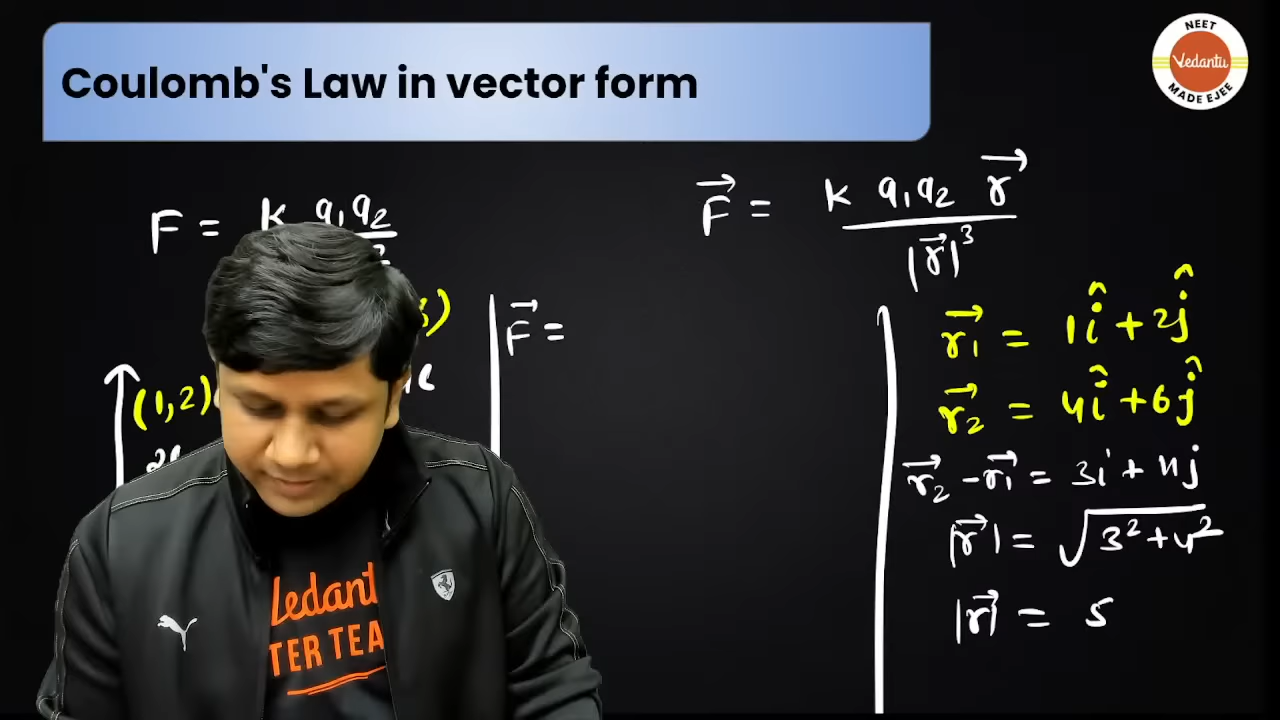 Coulomb's Law in vector form
NEET
Vedantu
MADE EJEE
F = K q₁q₂
F⃗ = K q₁q₂ r⃗
|r⃗|³
(1,2)
F⃗ =
r⃗₁ = 1î + 2ĵ
r⃗₂ = 4î + 6ĵ
r⃗₂ - r⃗₁ = 3i + 4j
|r⃗| = √3² + 4²
|r⃗| = 5
Vedant
TER TEA